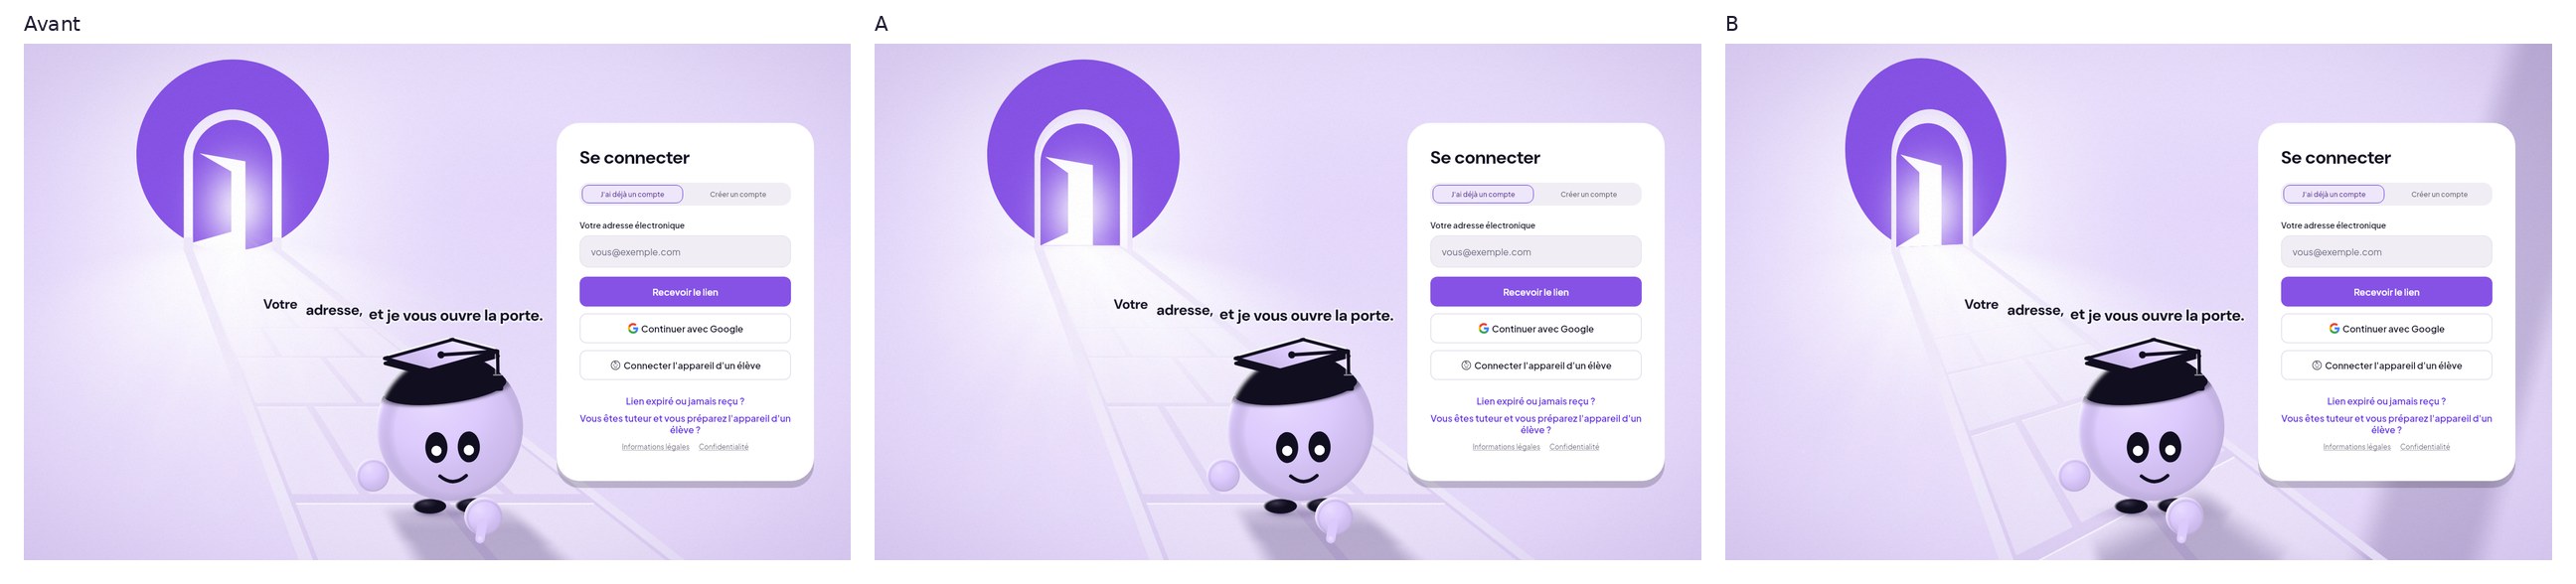 Avant
Votre adresse, et je vous ouvre la porte.
Se connecter
J'ai déjà un compte
Créer un compte
Votre adresse électronique
vous@exemple.com
Recevoir le lien
Continuer avec Google
Connecter l'appareil d'un élève
Lien expiré ou jamais reçu ?
Vous êtes tuteur et vous préparez l'appareil d'un
élève ?
Informations légales
Confidentialité
A
Votre adresse, et je vous ouvre la porte.
Se connecter
J'ai déjà un compte
Créer un compte
Votre adresse électronique
vous@exemple.com
Recevoir le lien
Continuer avec Google
Connecter l'appareil d'un élève
Lien expiré ou jamais reçu ?
Vous êtes tuteur et vous préparez l'appareil d'un
élève ?
Informations légales
Confidentialité
B
Votre adresse, et je vous ouvre la porte.
Se connecter
J'ai déjà un compte
Créer un compte
Votre adresse électronique
vous@exemple.com
Recevoir le lien
Continuer avec Google
Connecter l'appareil d'un élève
Lien expiré ou jamais reçu ?
Vous êtes tuteur et vous préparez l'appareil d'un
élève ?
Informations légales
Confidentialité